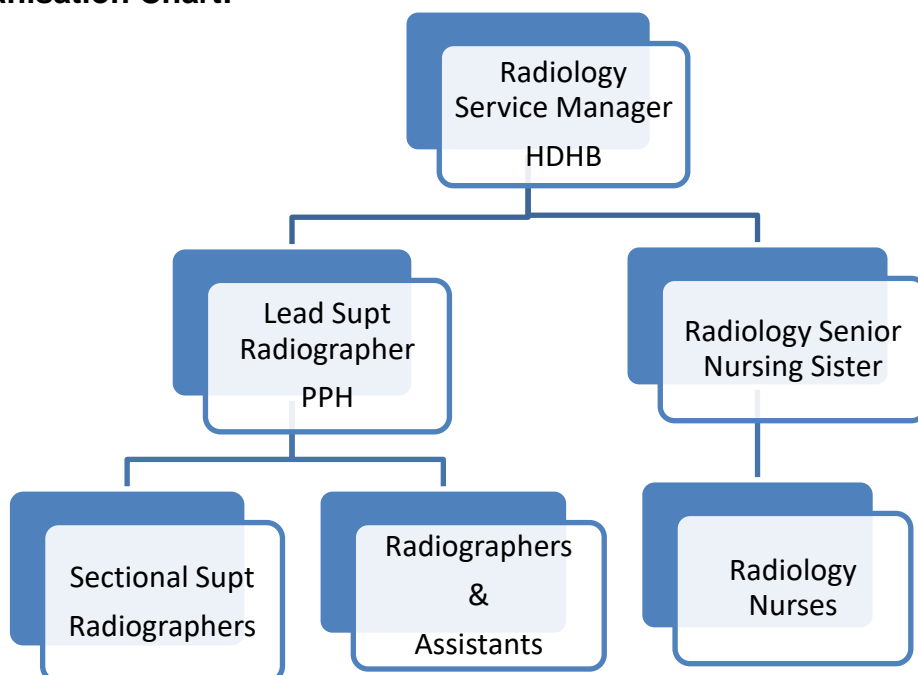 Radiology
Service Manager
HDHB
Lead Supt
Radiographer
PPH
Radiology Senior
Nursing Sister
Sectional Supt
Radiographers
Radiographers
&
Assistants
Radiology
Nurses